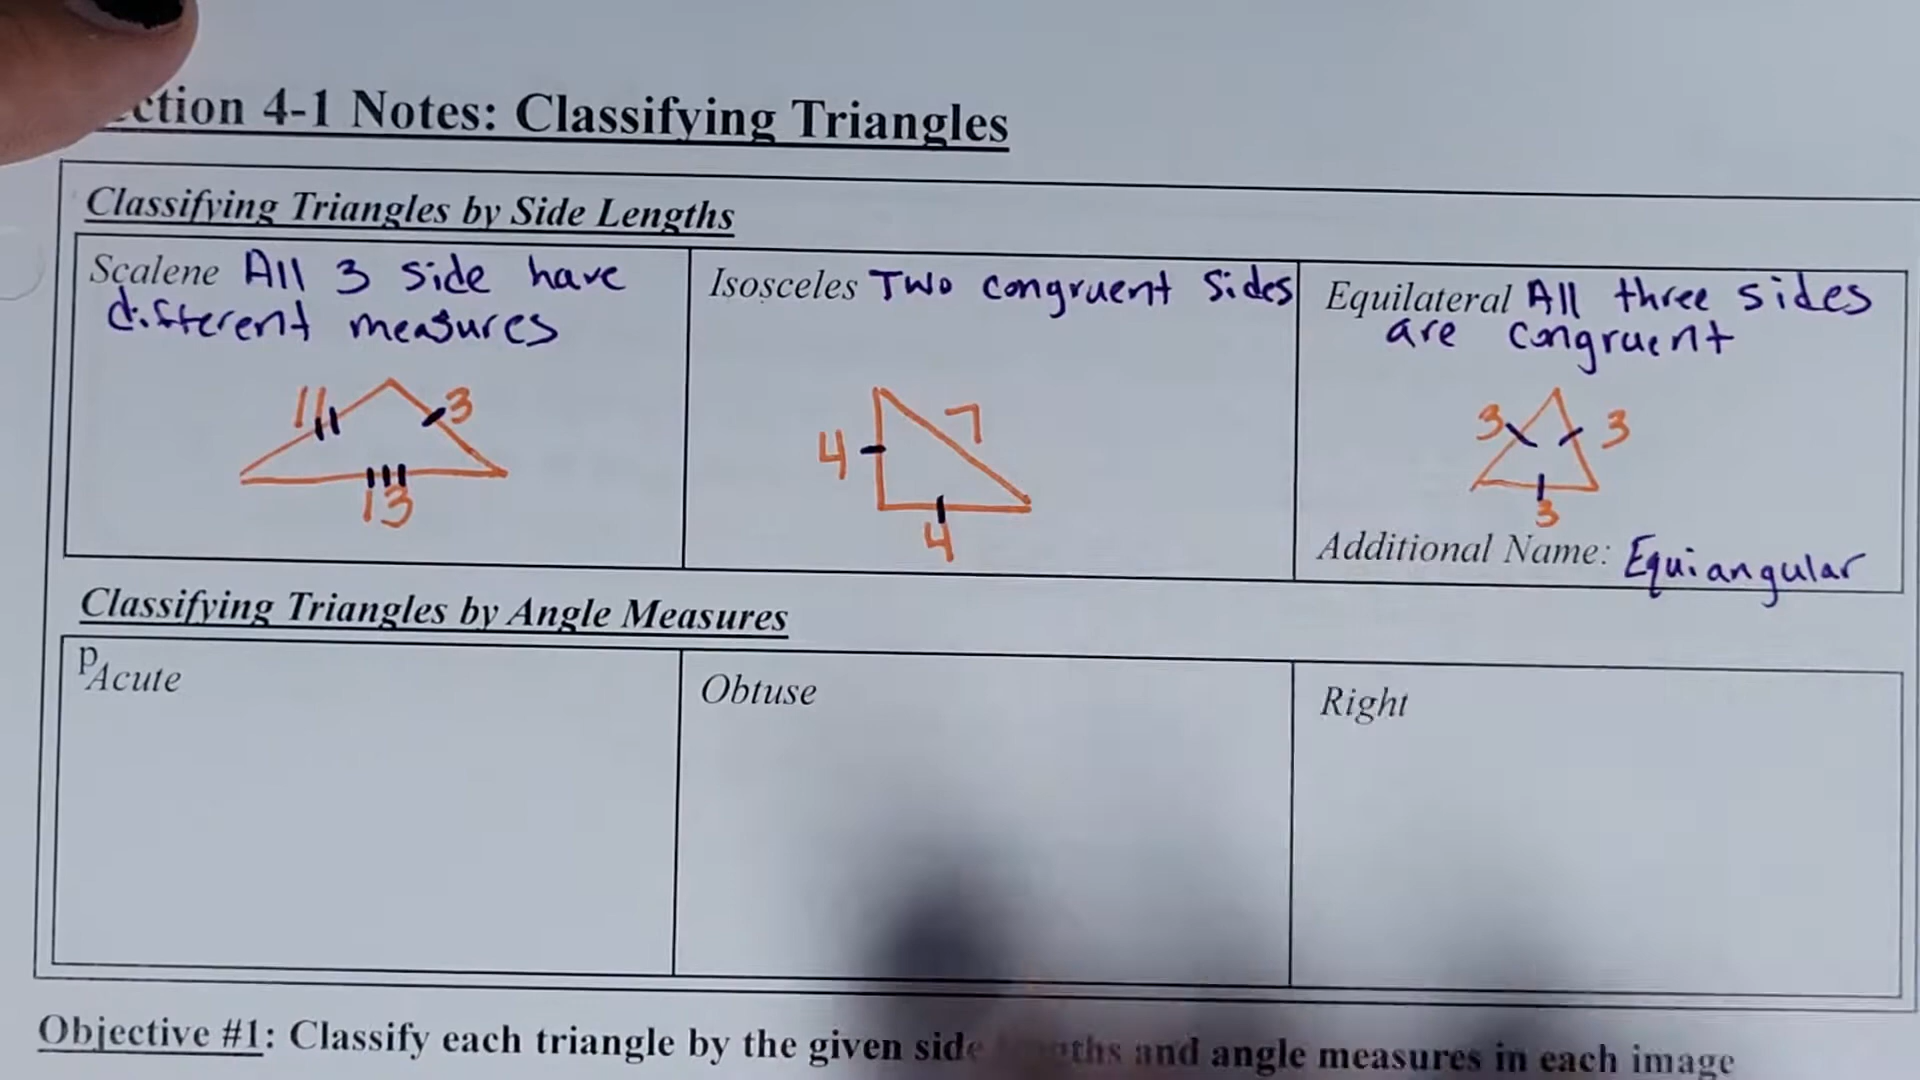 ction 4-1 Notes: Classifying Triangles
Classifying Triangles by Side Lengths
Scalene All 3 side have
different measures
11
3
13
Isosceles Two congruent sides
4
7
4
Equilateral All three sides
are congruent
3
3
3
Additional Name: Equiangular
Classifying Triangles by Angle Measures
PAcute
Obtuse
Right
Objective #1: Classify each triangle by the given side and angle measures in each image